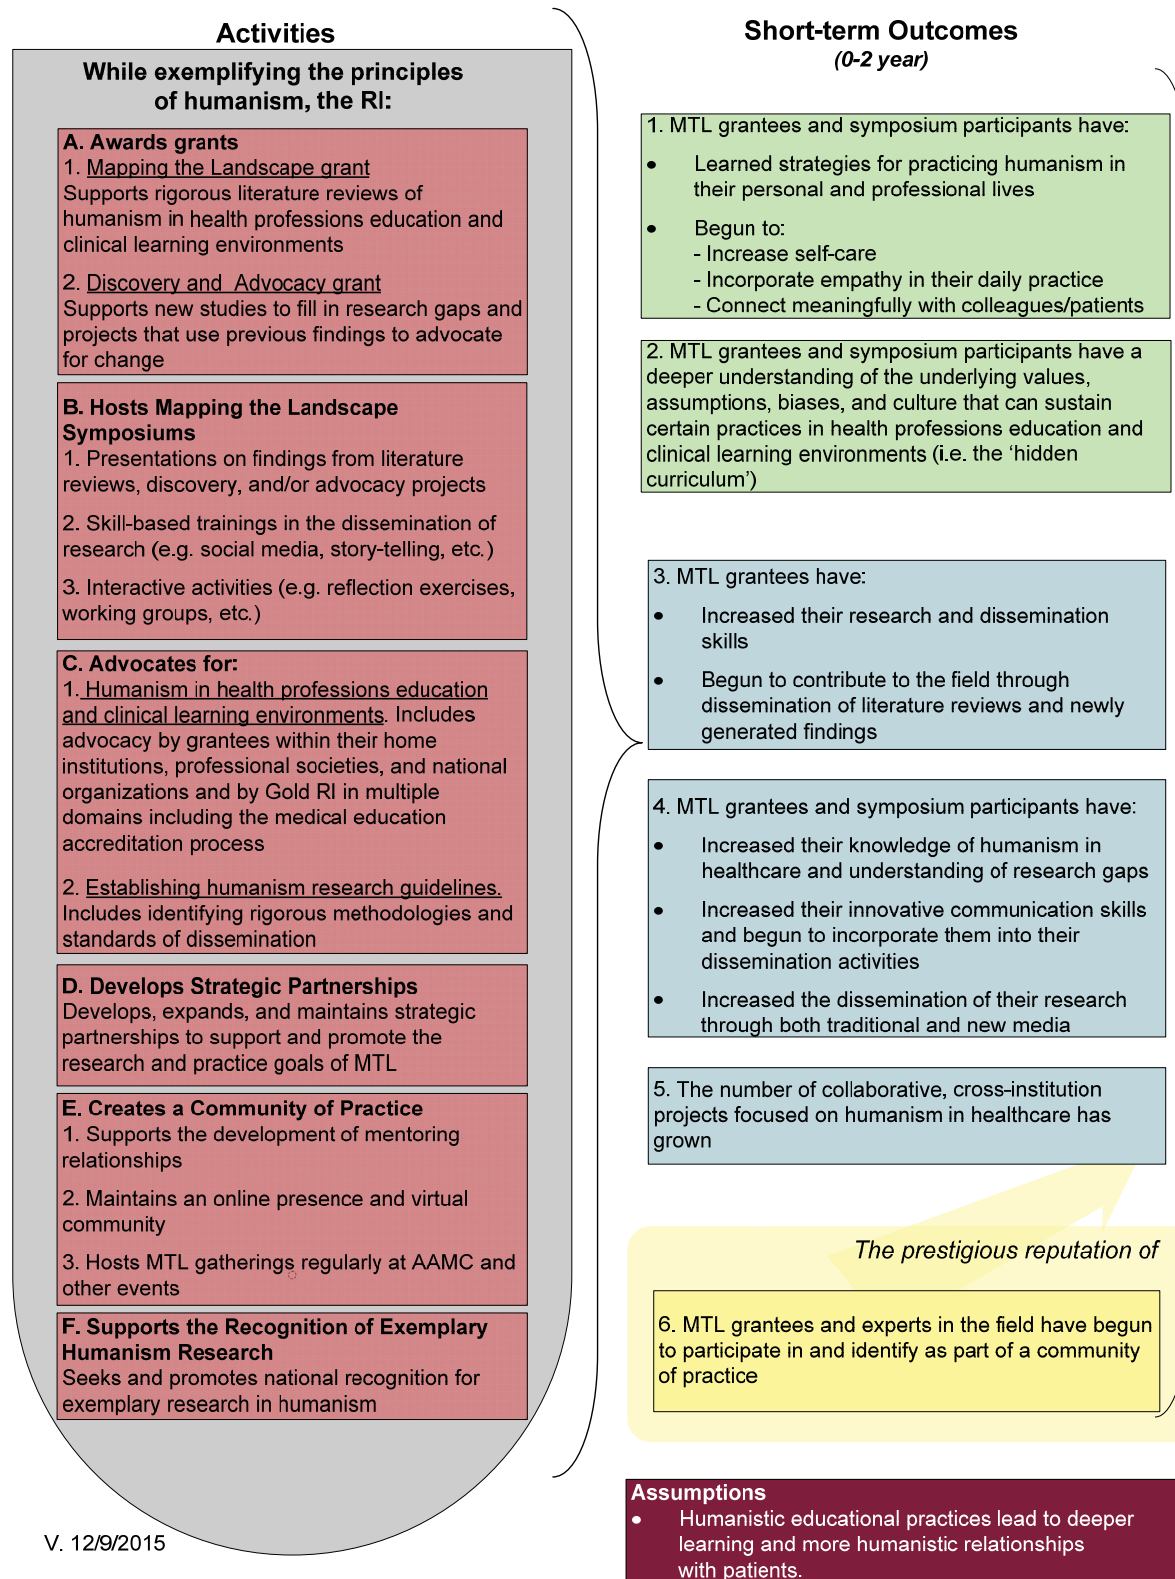 Activities
While exemplifying the principles
of humanism, the RI:
A. Awards grants
1. Mapping the Landscape grant
Supports rigorous literature reviews of
humanism in health professions education and
clinical learning environments
2. Discovery and Advocacy grant
Supports new studies to fill in research gaps and
projects that use previous findings to advocate
for change
B. Hosts Mapping the Landscape
Symposiums
1. Presentations on findings from literature
reviews, discovery, and/or advocacy projects
2. Skill-based trainings in the dissemination of
research (e.g. social media, story-telling, etc.)
3. Interactive activities (e.g. reflection exercises,
working groups, etc.)
C. Advocates for:
1. Humanism in health professions education
and clinical learning environments. Includes
advocacy by grantees within their home
institutions, professional societies, and national
organizations and by Gold RI in multiple
domains including the medical education
accreditation process
2. Establishing humanism research guidelines.
Includes identifying rigorous methodologies and
standards of dissemination
D. Develops Strategic Partnerships
Develops, expands, and maintains strategic
partnerships to support and promote the
research and practice goals of MTL
E. Creates a Community of Practice
1. Supports the development of mentoring
relationships
2. Maintains an online presence and virtual
community
3. Hosts MTL gatherings regularly at AAMC and
other events
F. Supports the Recognition of Exemplary
Humanism Research
Seeks and promotes national recognition for
exemplary research in humanism
V. 12/9/2015
Short-term Outcomes
(0-2 year)
1. MTL grantees and symposium participants have:
• Learned strategies for practicing humanism in
their personal and professional lives
• Begun to:
- Increase self-care
- Incorporate empathy in their daily practice
- Connect meaningfully with colleagues/patients
2. MTL grantees and symposium participants have a
deeper understanding of the underlying values,
assumptions, biases, and culture that can sustain
certain practices in health professions education and
clinical learning environments (i.e. the ‘hidden
curriculum’)
3. MTL grantees have:
• Increased their research and dissemination
skills
• Begun to contribute to the field through
dissemination of literature reviews and newly
generated findings
4. MTL grantees and symposium participants have:
• Increased their knowledge of humanism in
healthcare and understanding of research gaps
• Increased their innovative communication skills
and begun to incorporate them into their
dissemination activities
• Increased the dissemination of their research
through both traditional and new media
5. The number of collaborative, cross-institution
projects focused on humanism in healthcare has
grown
The prestigious reputation of
6. MTL grantees and experts in the field have begun
to participate in and identify as part of a community
of practice
Assumptions
• Humanistic educational practices lead to deeper
learning and more humanistic relationships
with patients.